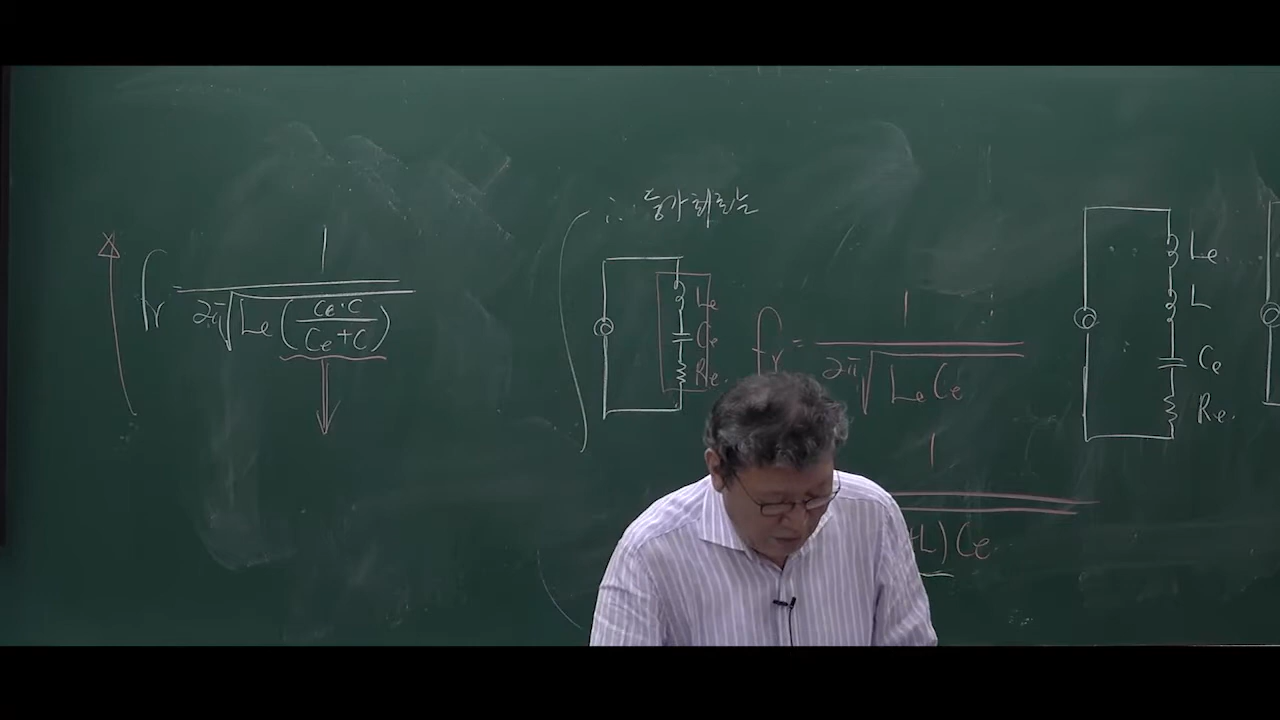 fr = 1 / 2π√(Le(Ce·C / Ce+C))
∴ 등가회로는
Le
Ce
Re
fr = 1 / 2π√(LeCe)
1
+L)Ce
Le
L
Ce
Re.